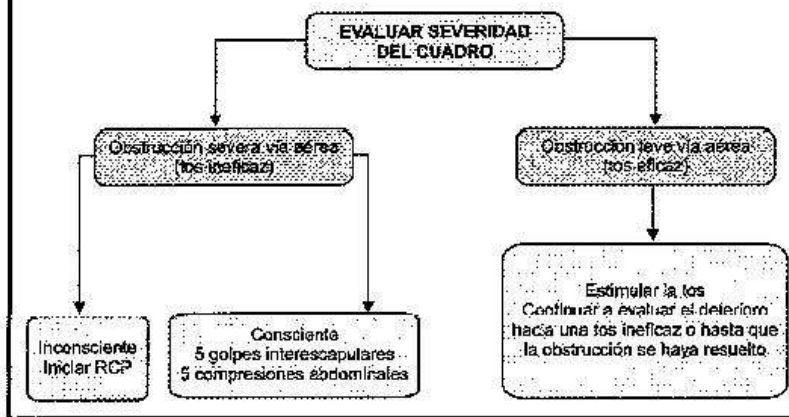 EVALUAR SEVERIDAD
DEL CUADRO
Obstrucción severa vía aérea
(tos ineficaz)
Obstrucción leve vía aérea
(tos eficaz)
Inconsciente
Iniciar RCP
Consciente
5 golpes interescapulares
5 compresiones abdominales
Estimular la tos
Continuar a evaluar el deterioro
hacia una tos ineficaz o hasta que
la obstrucción se haya resuelto